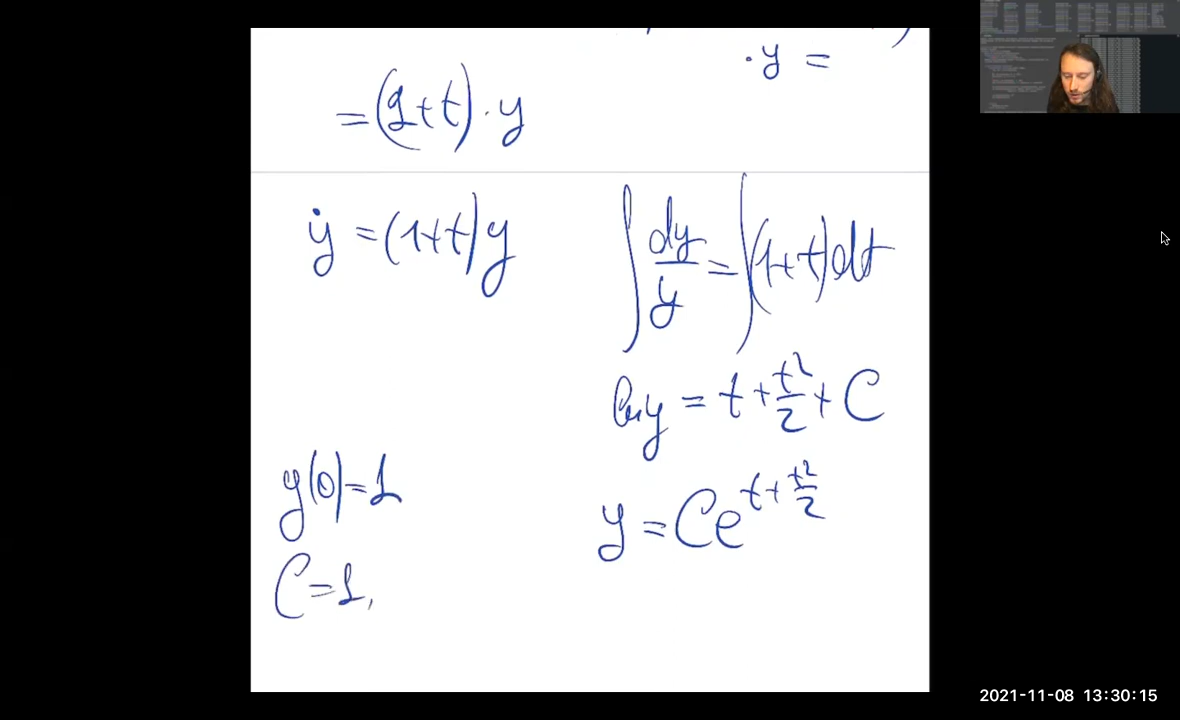 · y =
= (1+t) · y
ẏ = (1+t)y
∫ dy/y = ∫ (1+t)dt
ln y = t + t²/2 + C
y(0) = 1
y = Ce^{t + t²/2}
C = 1,
2021-11-08 13:30:15